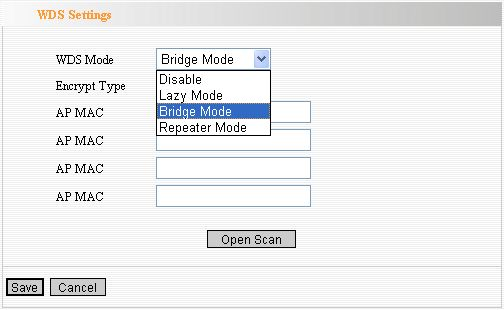 WDS Settings
WDS Mode Bridge Mode
Disable
Encrypt Type
Lazy Mode
AP MAC Bridge Mode
Repeater Mode
AP MAC
AP MAC
AP MAC
Open Scan
Save Cancel